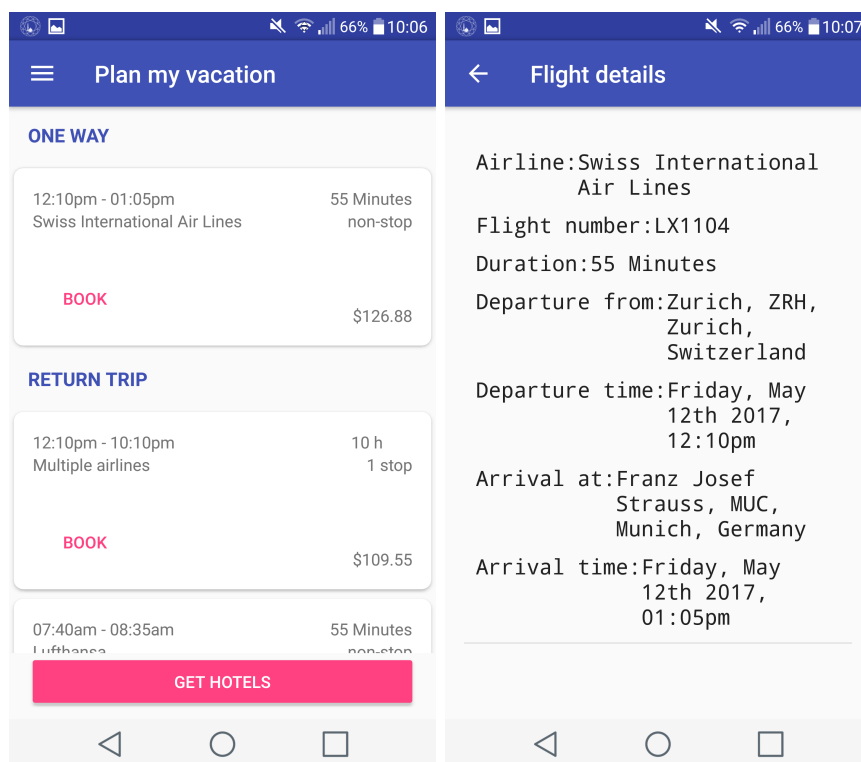 66% 10:06
Plan my vacation
ONE WAY
12:10pm - 01:05pm 55 Minutes
Swiss International Air Lines non-stop
BOOK
$126.88
RETURN TRIP
12:10pm - 10:10pm 10 h
Multiple airlines 1 stop
BOOK
$109.55
07:40am - 08:35am 55 Minutes
Lufthansa non-stop
GET HOTELS
66% 10:07
Flight details
Airline:Swiss International
Air Lines
Flight number:LX1104
Duration:55 Minutes
Departure from:Zurich, ZRH,
Zurich,
Switzerland
Departure time:Friday, May
12th 2017,
12:10pm
Arrival at:Franz Josef
Strauss, MUC,
Munich, Germany
Arrival time:Friday, May
12th 2017,
01:05pm